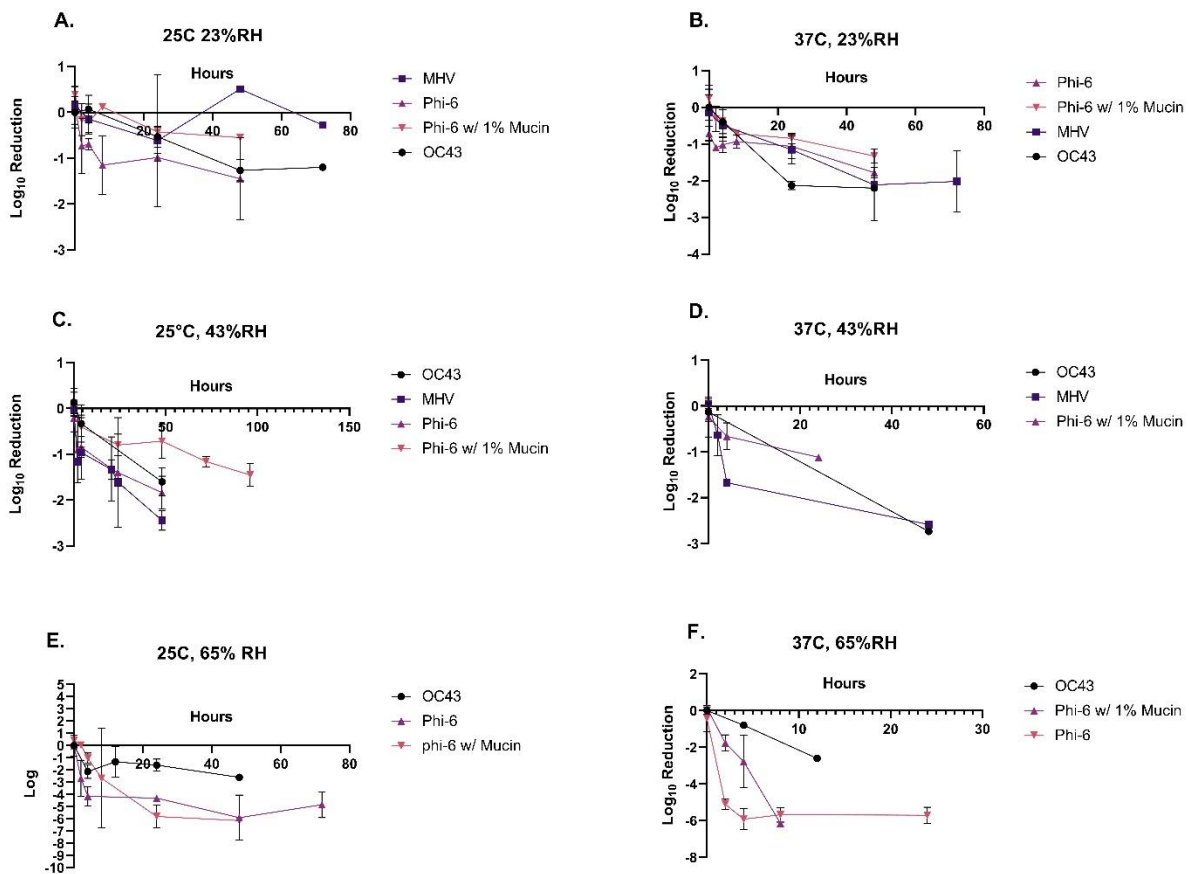 A.
25C 23%RH
Hours
Log10 Reduction
1
0
-1
-2
-3
20
40
60
80
MHV
Phi-6
Phi-6 w/ 1% Mucin
OC43
B.
37C, 23%RH
Hours
Log10 Reduction
2
1
0
-1
-2
-3
-4
20
40
60
80
Phi-6
Phi-6 w/ 1% Mucin
MHV
OC43
C.
25°C, 43%RH
Hours
Log10 Reduction
1
0
-1
-2
-3
50
100
150
OC43
MHV
Phi-6
Phi-6 w/ 1% Mucin
D.
37C, 43%RH
Hours
Log10 Reduction
1
0
-1
-2
-3
10
20
30
40
50
60
OC43
MHV
Phi-6 w/ 1% Mucin
E.
25C, 65% RH
Hours
Log
5
4
3
2
1
0
-1
-2
-3
-4
-5
-6
-7
-8
-9
-10
20
40
60
80
OC43
Phi-6
phi-6 w/ Mucin
F.
37C, 65%RH
Hours
Log10 Reduction
2
0
-2
-4
-6
-8
10
20
30
OC43
Phi-6 w/ 1% Mucin
Phi-6